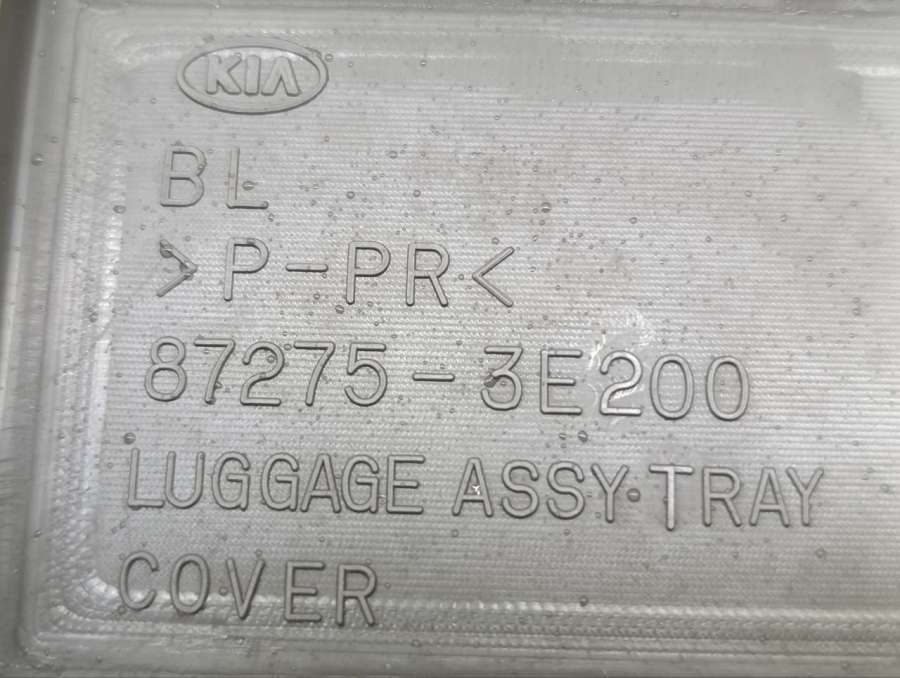 KIA
BL
>P-PR<
87275-3E200
LUGGAGE ASSY-TRAY
COVER